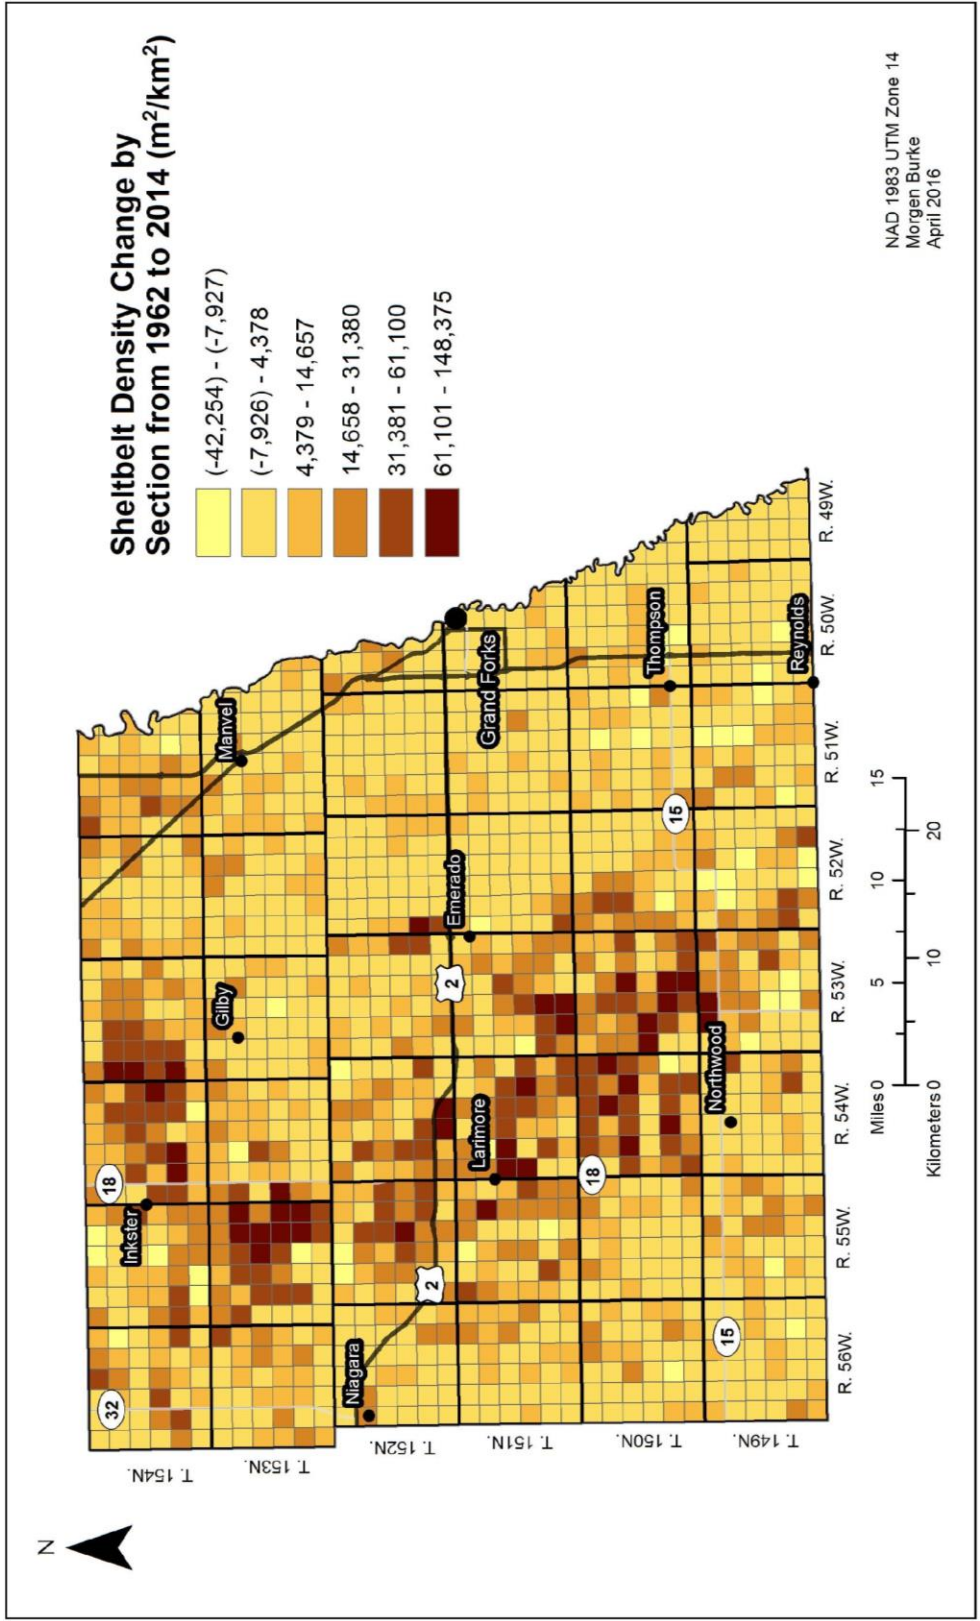 N
Sheltbelt Density Change by
Section from 1962 to 2014 (m²/km²)
(-42,254) - (-7,927)
(-7,926) - 4,378
4,379 - 14,657
14,658 - 31,380
31,381 - 61,100
61,101 - 148,375
32
18
Inkster
Gilby
Manvel
Niagara
2
2
Emerado
Grand Forks
Larimore
18
15
Thompson
15
Northwood
Reynolds
T. 154N.
T. 153N.
T. 152N.
T. 151N.
T. 150N.
T. 149N.
R. 56W.
R. 55W.
R. 54W.
R. 53W.
R. 52W.
R. 51W.
R. 50W.
R. 49W.
Miles 0 5 10 15
Kilometers 0 10 20
NAD 1983 UTM Zone 14
Morgen Burke
April 2016